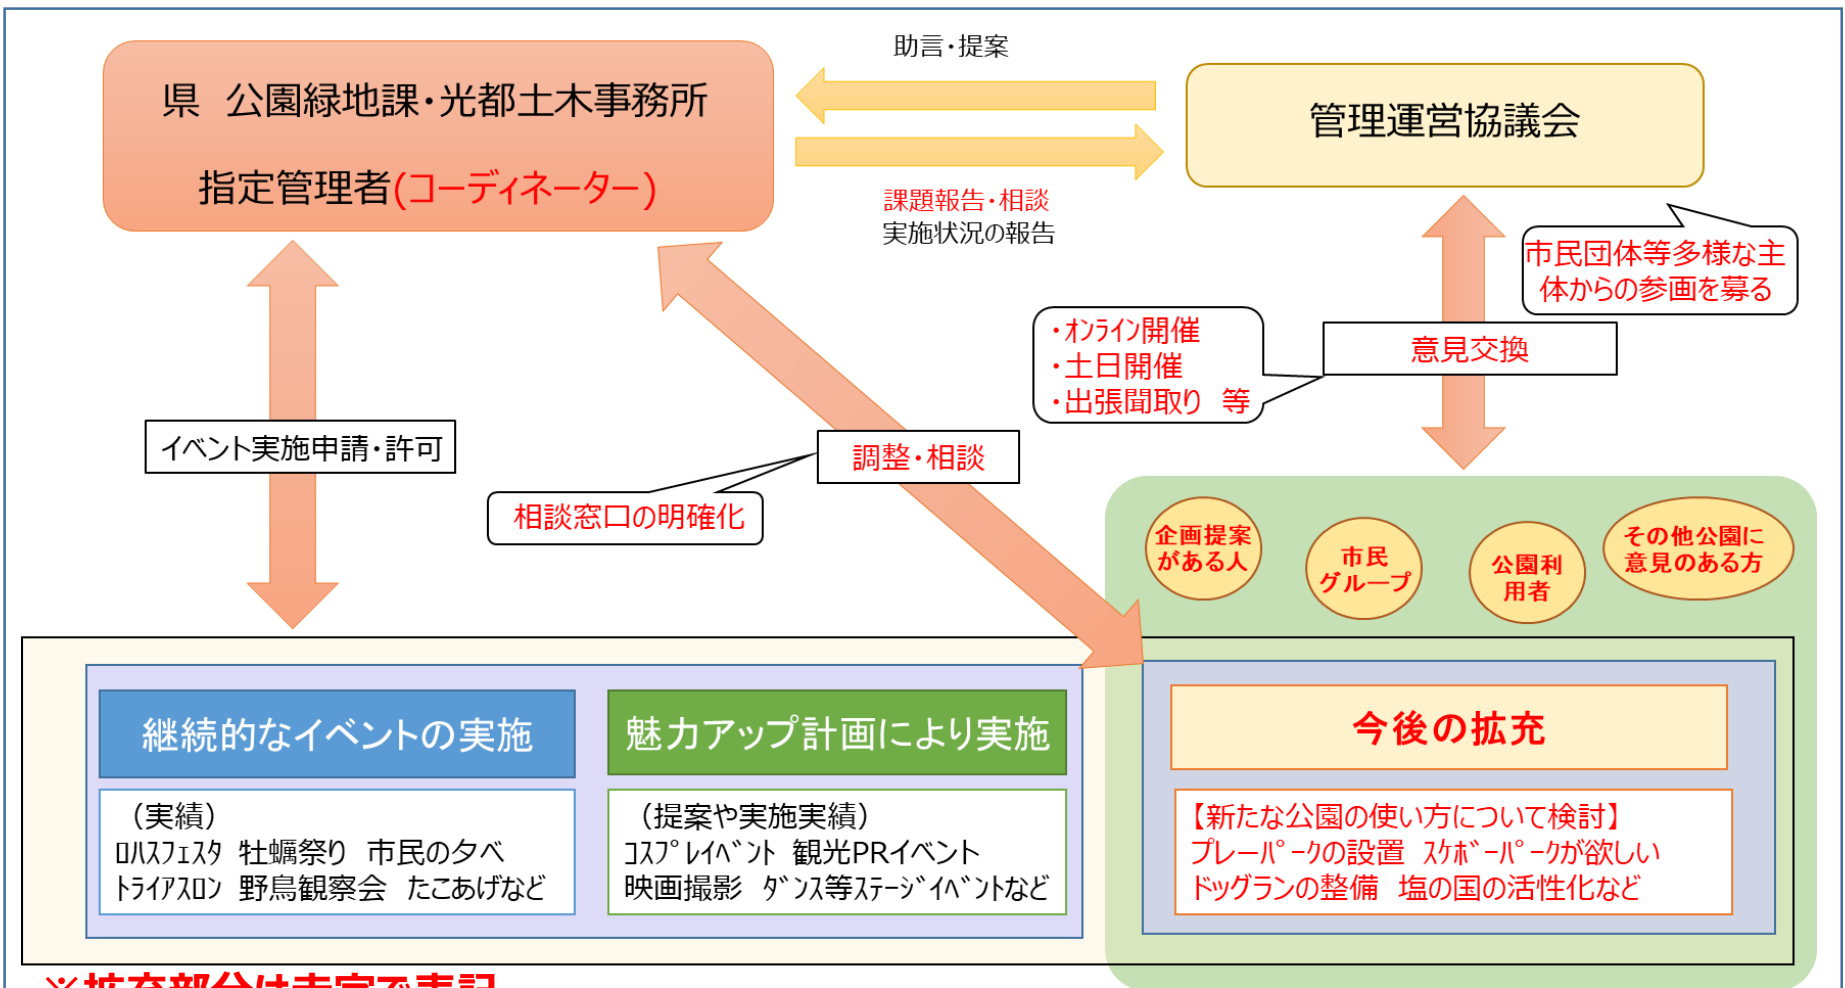 助言・提案
県　公園緑地課・光都土木事務所
指定管理者(コーディネーター)
管理運営協議会
課題報告・相談
実施状況の報告
市民団体等多様な主
体からの参画を募る
・オンライン開催
・土日開催
・出張聞取り　等
意見交換
イベント実施申請・許可
調整・相談
相談窓口の明確化
企画提案
がある人
市民
グループ
公園利
用者
その他公園に
意見のある方
継続的なイベントの実施
（実績）
ロハスフェスタ　牡蠣祭り　市民の夕べ
トライアスロン　野鳥観察会　たこあげなど
魅力アップ計画により実施
（提案や実施実績）
コスプレイベント　観光PRイベント
映画撮影　ダンス等ステージイベントなど
今後の拡充
【新たな公園の使い方について検討】
プレーパークの設置　スケボーパークが欲しい
ドッグランの整備　塩の国の活性化など
※拡充部分は赤字で表記